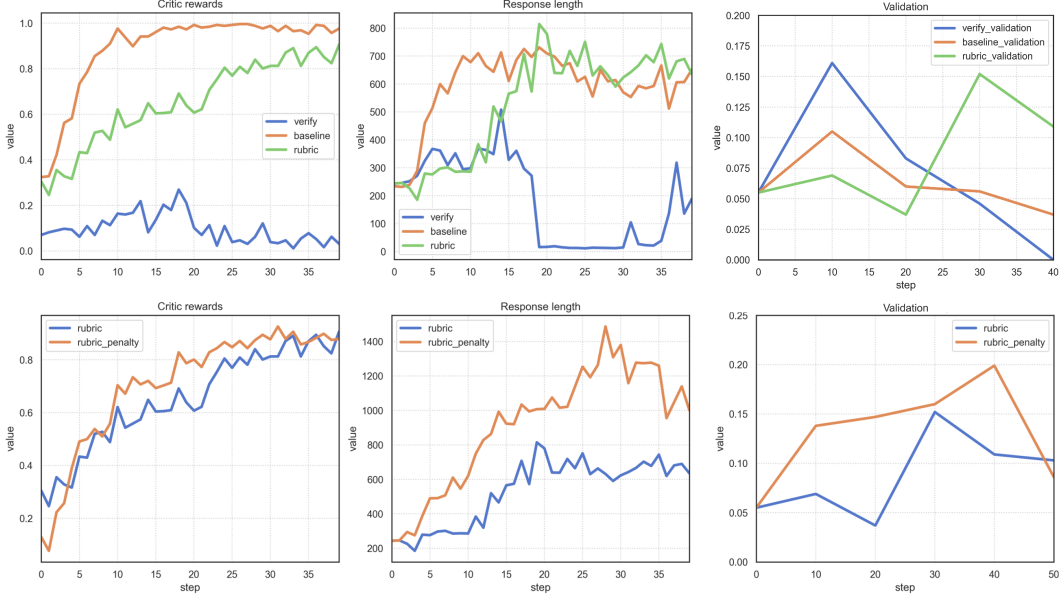 Critic rewards
1.0
0.8
0.6
0.4
0.2
0.0
value
verify
baseline
rubric
0 5 10 15 20 25 30 35
Response length
800
700
600
500
400
300
200
100
0
value
verify
baseline
rubric
0 5 10 15 20 25 30 35
Validation
0.200
0.175
0.150
0.125
0.100
0.075
0.050
0.025
0.000
value
verify_validation
baseline_validation
rubric_validation
0 5 10 15 20 25 30 35 40
step
Critic rewards
0.8
0.6
0.4
0.2
value
rubric
rubric_penalty
0 5 10 15 20 25 30 35
step
Response length
1400
1200
1000
800
600
400
200
value
rubric
rubric_penalty
0 5 10 15 20 25 30 35
step
Validation
0.25
0.20
0.15
0.10
0.05
0.00
value
rubric
rubric_penalty
0 10 20 30 40 50
step